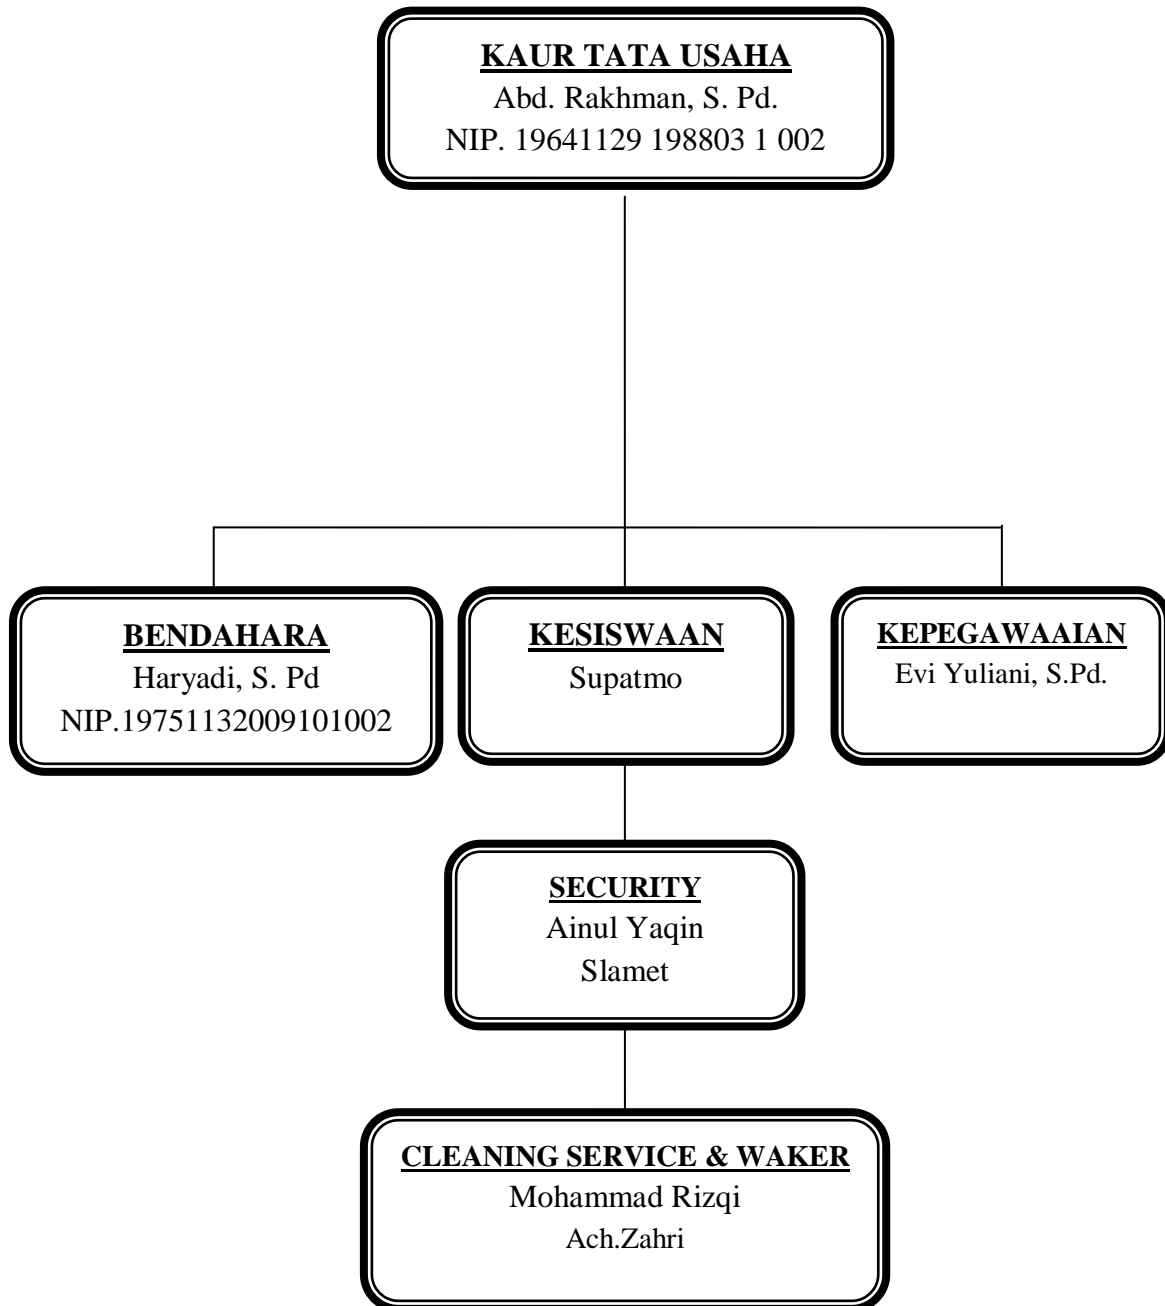 KAUR TATA USAHA
Abd. Rakhman, S. Pd.
NIP. 19641129 198803 1 002
BENDAHARA
Haryadi, S. Pd
NIP.19751132009101002
KESISWAAN
Supatmo
KEPEGAWAAIAN
Evi Yuliani, S.Pd.
SECURITY
Ainul Yaqin
Slamet
CLEANING SERVICE & WAKER
Mohammad Rizqi
Ach.Zahri